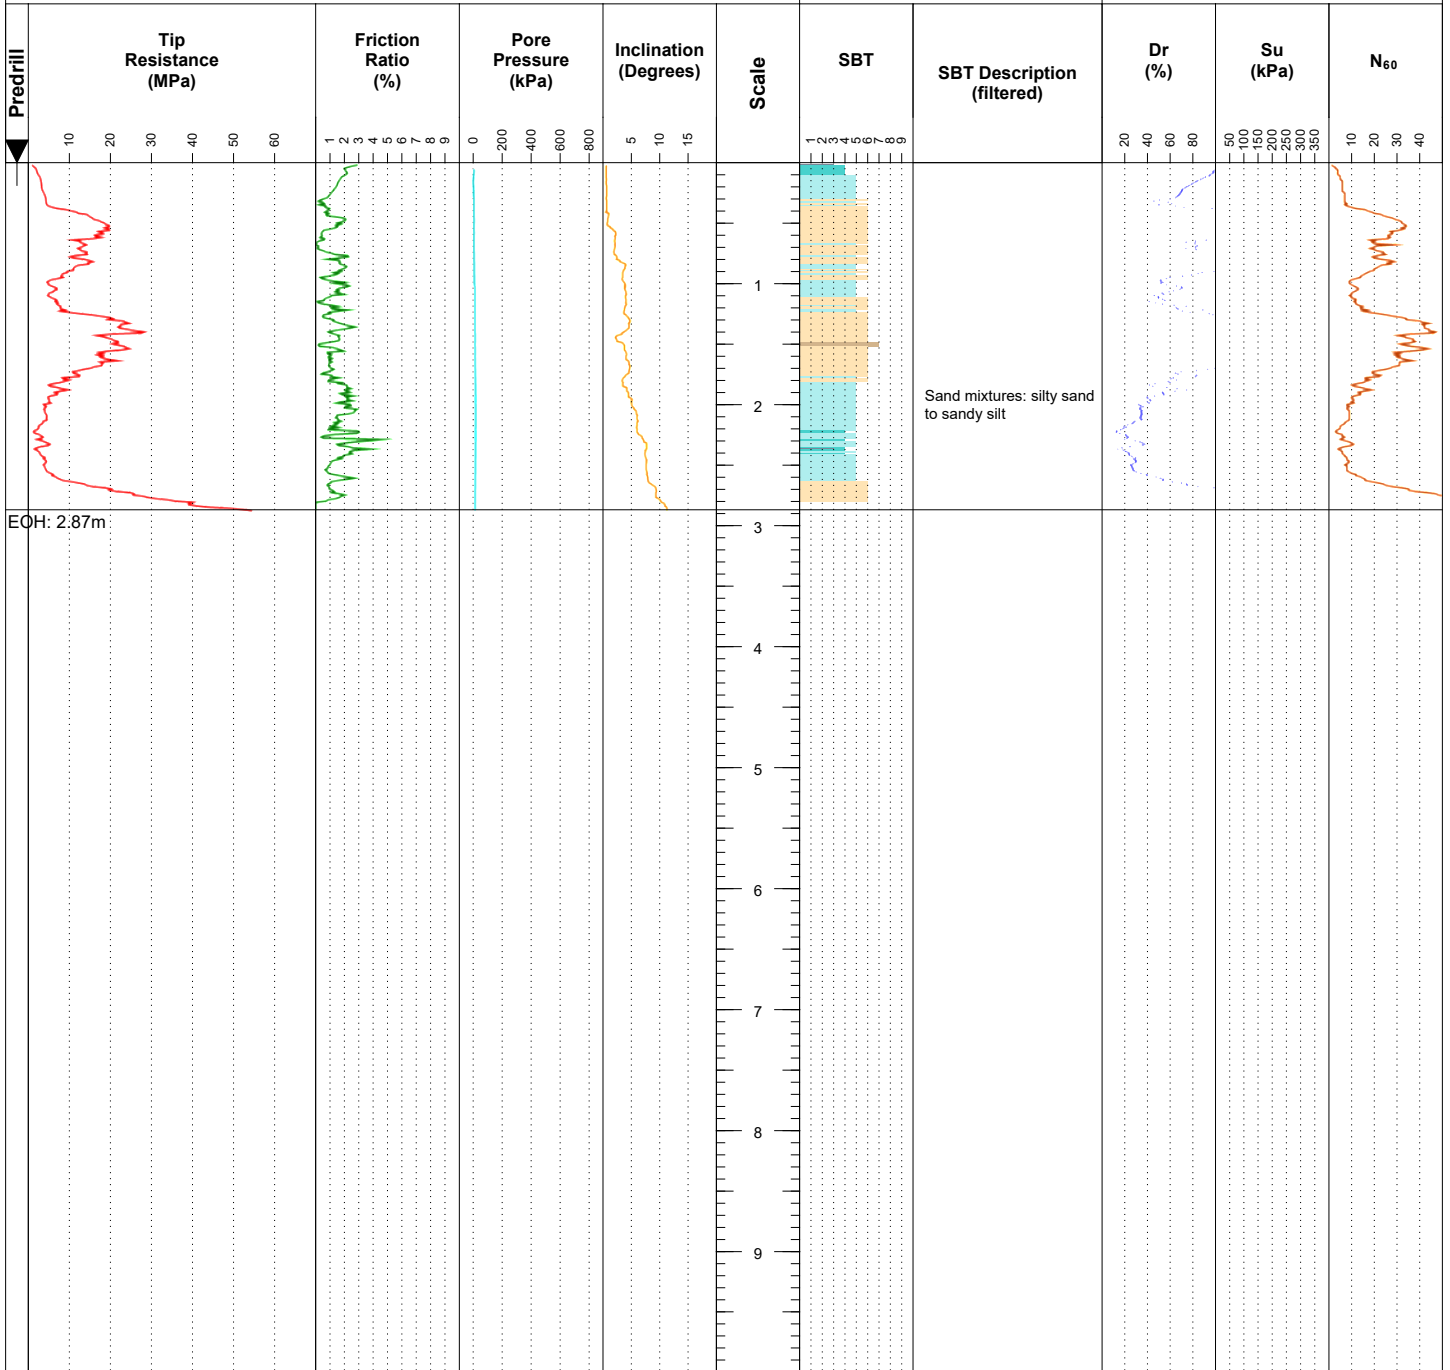 Predrill
Tip
Resistance
(MPa)
Friction
Ratio
(%)
Pore
Pressure
(kPa)
Inclination
(Degrees)
Scale
SBT
SBT Description
(filtered)
Dr
(%)
Su
(kPa)
N₆₀
10 20 30 40 50 60
1 2 3 4 5 6 7 8 9
0 200 400 600 800
5 10 15
1 2 3 4 5 6 7 8 9
20 40 60 80
50 100 150 200 250 300 350
10 20 30 40
1
Sand mixtures: silty sand
to sandy silt
2
EOH: 2.87m
3
4
5
6
7
8
9